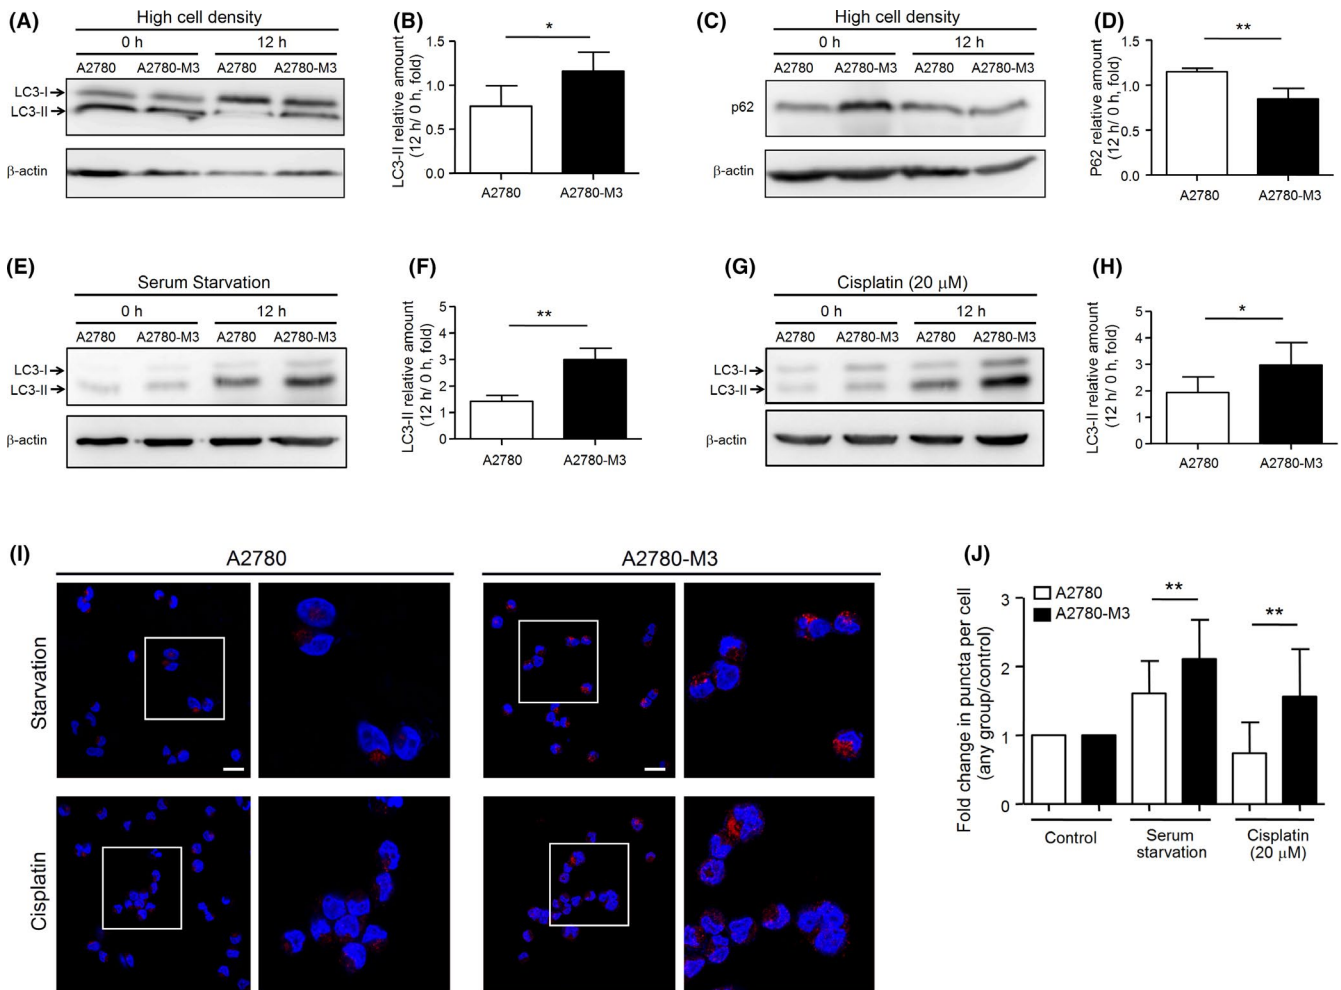 (A)
High cell density
0 h 12 h
A2780 A2780-M3 A2780 A2780-M3
LC3-I
LC3-II
β-actin
(B)
LC3-II relative amount
(12 h/ 0 h, fold)
1.5
1.0
0.5
0.0
*
A2780 A2780-M3
(C)
High cell density
0 h 12 h
A2780 A2780-M3 A2780 A2780-M3
p62
β-actin
(D)
P62 relative amount
(12 h/ 0 h, fold)
1.5
1.0
0.5
0.0
**
A2780 A2780-M3
(E)
Serum Starvation
0 h 12 h
A2780 A2780-M3 A2780 A2780-M3
LC3-I
LC3-II
β-actin
(F)
LC3-II relative amount
(12 h/ 0 h, fold)
5
4
3
2
1
0
**
A2780 A2780-M3
(G)
Cisplatin (20 μM)
0 h 12 h
A2780 A2780-M3 A2780 A2780-M3
LC3-I
LC3-II
β-actin
(H)
LC3-II relative amount
(12 h/ 0 h, fold)
5
4
3
2
1
0
*
A2780 A2780-M3
(I)
A2780 A2780-M3
Starvation
Cisplatin
(J)
Fold change in puncta per cell
(any group/control)
3
2
1
0
A2780
A2780-M3
**
**
Control
Serum
starvation
Cisplatin
(20 μM)